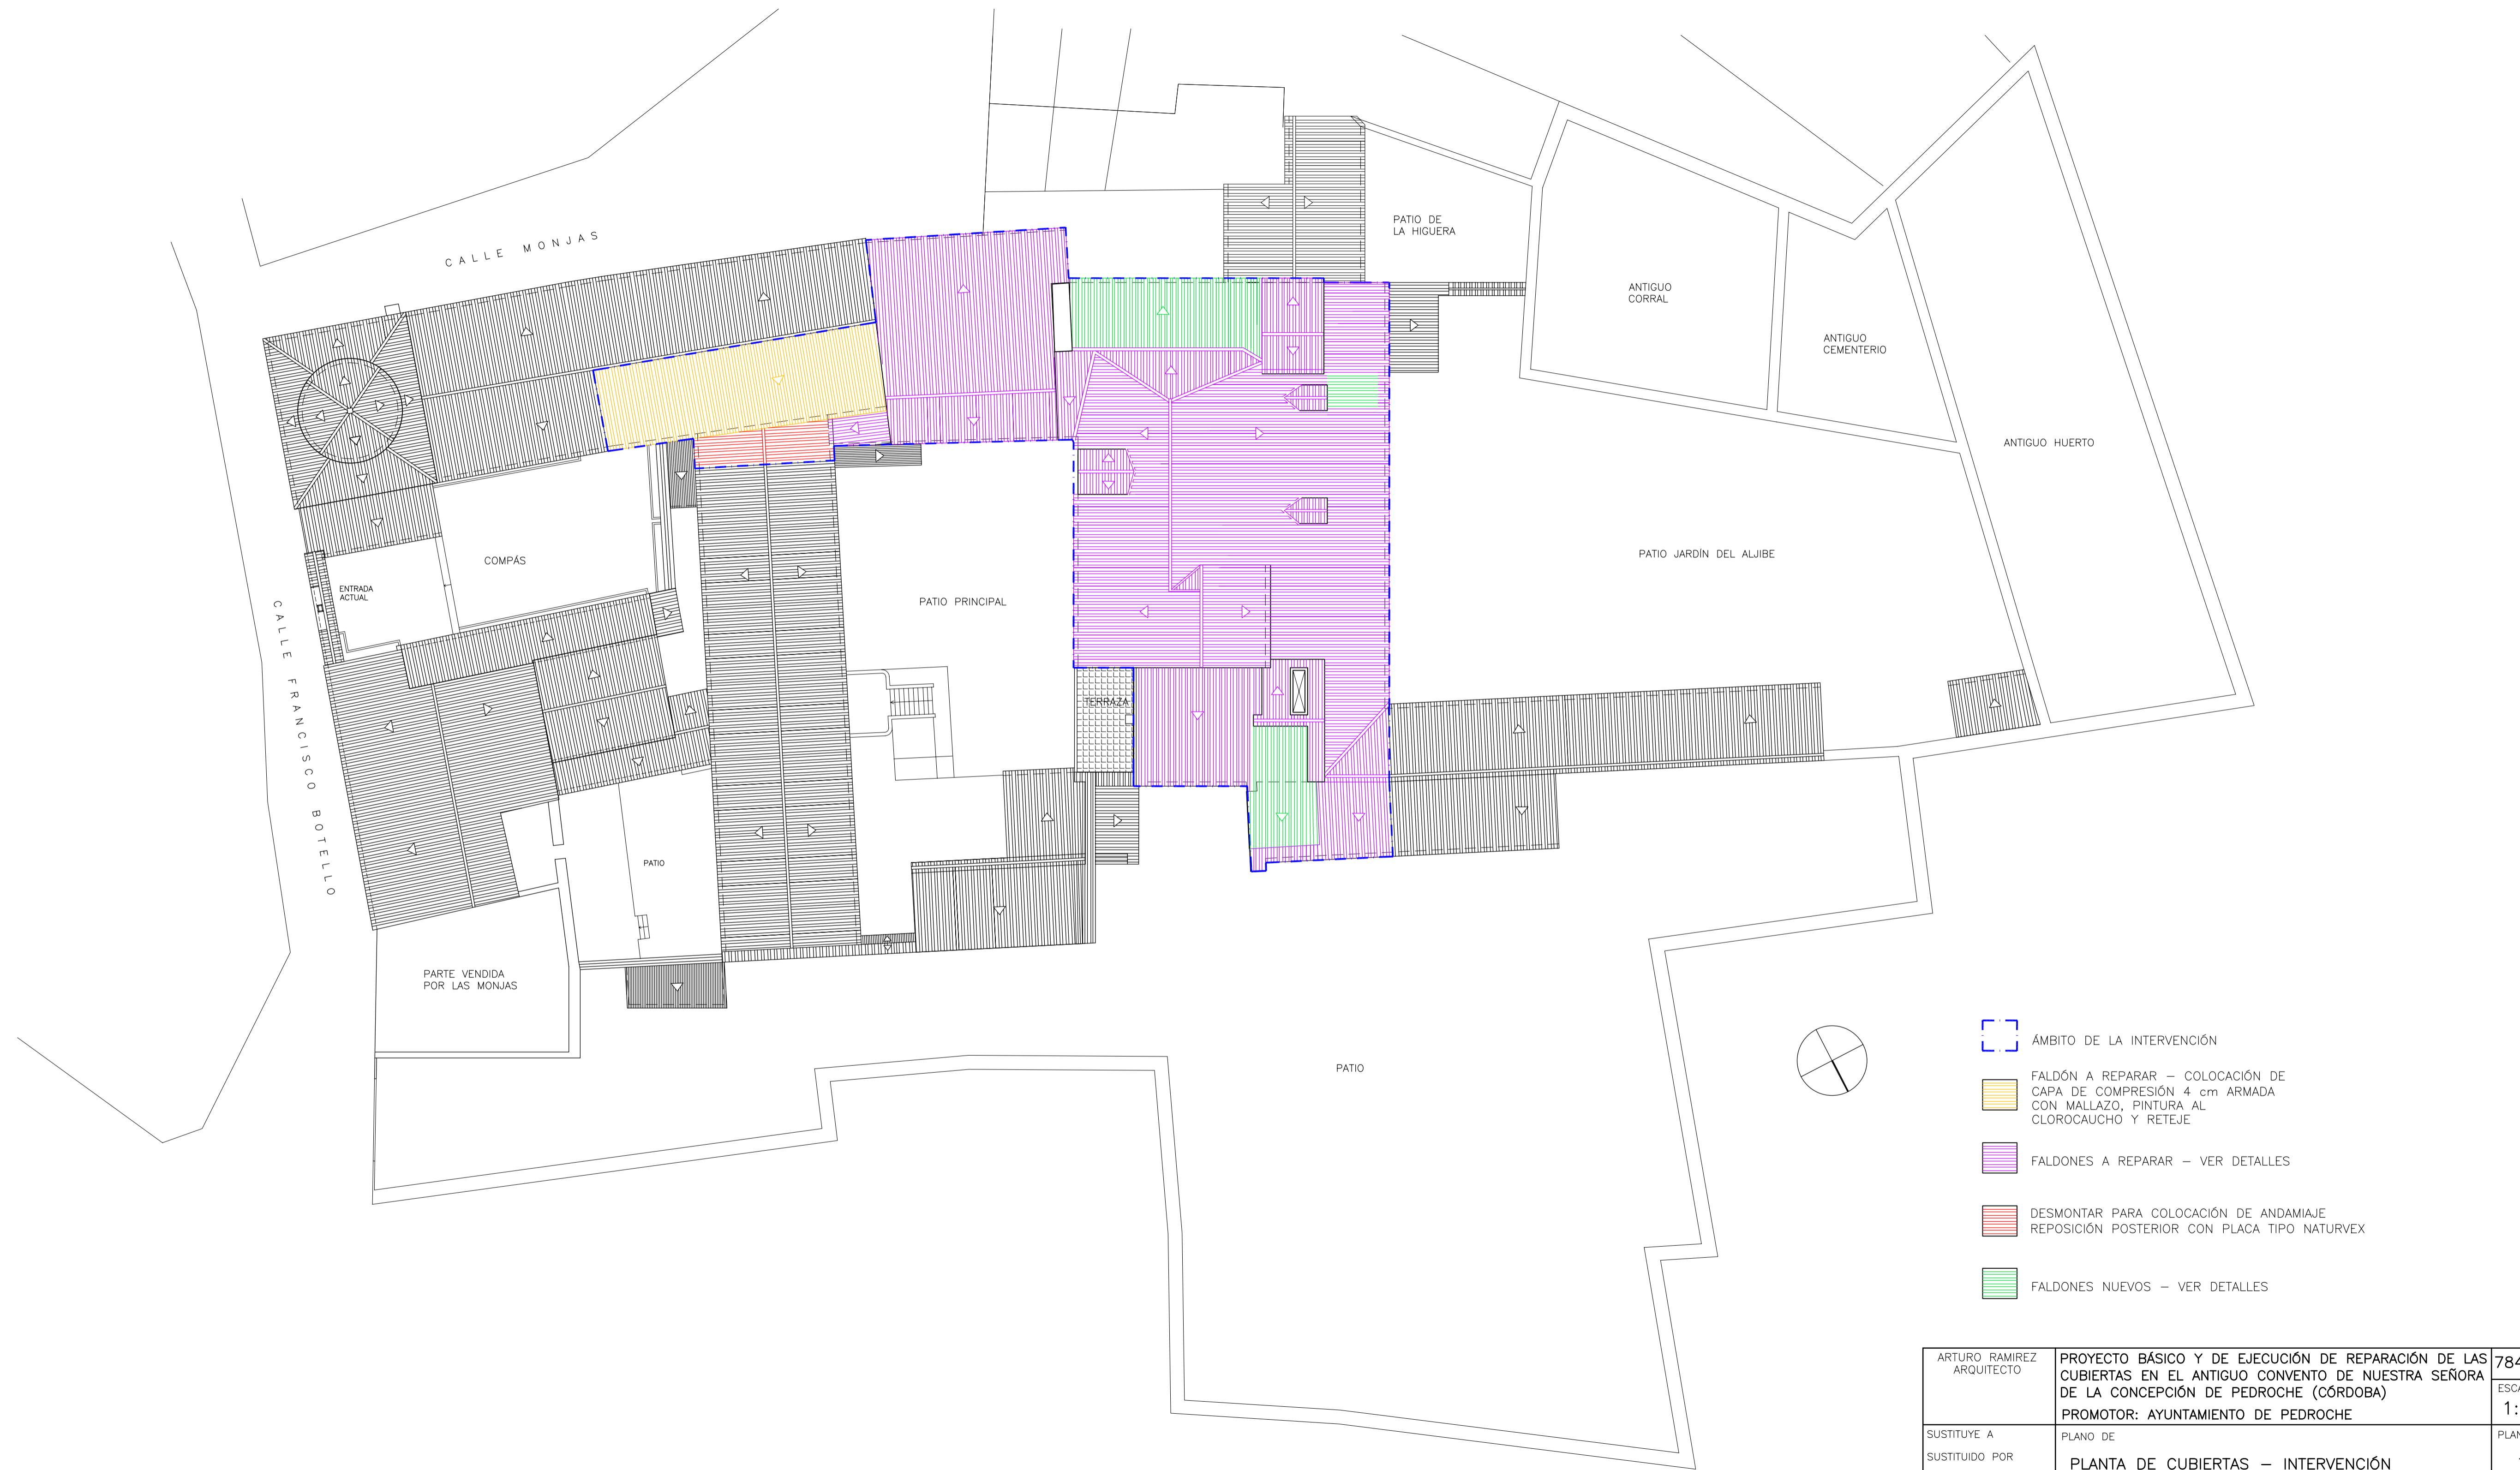 CALLE MONJAS
PATIO DE
LA HIGUERA
ANTIGUO
CORRAL
ANTIGUO
CEMENTERIO
ANTIGUO HUERTO
COMPÁS
ENTRADA
ACTUAL
PATIO PRINCIPAL
PATIO JARDÍN DEL ALJIBE
CALLE FRANCISCO BOTELLO
TERRAZA
PATIO
PARTE VENDIDA
POR LAS MONJAS
PATIO
ÁMBITO DE LA INTERVENCIÓN
FALDÓN A REPARAR – COLOCACIÓN DE
CAPA DE COMPRESIÓN 4 cm ARMADA
CON MALLAZO, PINTURA AL
CLOROCAUCHO Y RETEJE
FALDONES A REPARAR – VER DETALLES
DESMONTAR PARA COLOCACIÓN DE ANDAMIAJE
REPOSICIÓN POSTERIOR CON PLACA TIPO NATURVEX
FALDONES NUEVOS – VER DETALLES
ARTURO RAMIREZ
ARQUITECTO
PROYECTO BÁSICO Y DE EJECUCIÓN DE REPARACIÓN DE LAS
CUBIERTAS EN EL ANTIGUO CONVENTO DE NUESTRA SEÑORA
DE LA CONCEPCIÓN DE PEDROCHE (CÓRDOBA)
PROMOTOR: AYUNTAMIENTO DE PEDROCHE
SUSTITUYE A
SUSTITUIDO POR
PLANO DE
PLANTA DE CUBIERTAS – INTERVENCIÓN